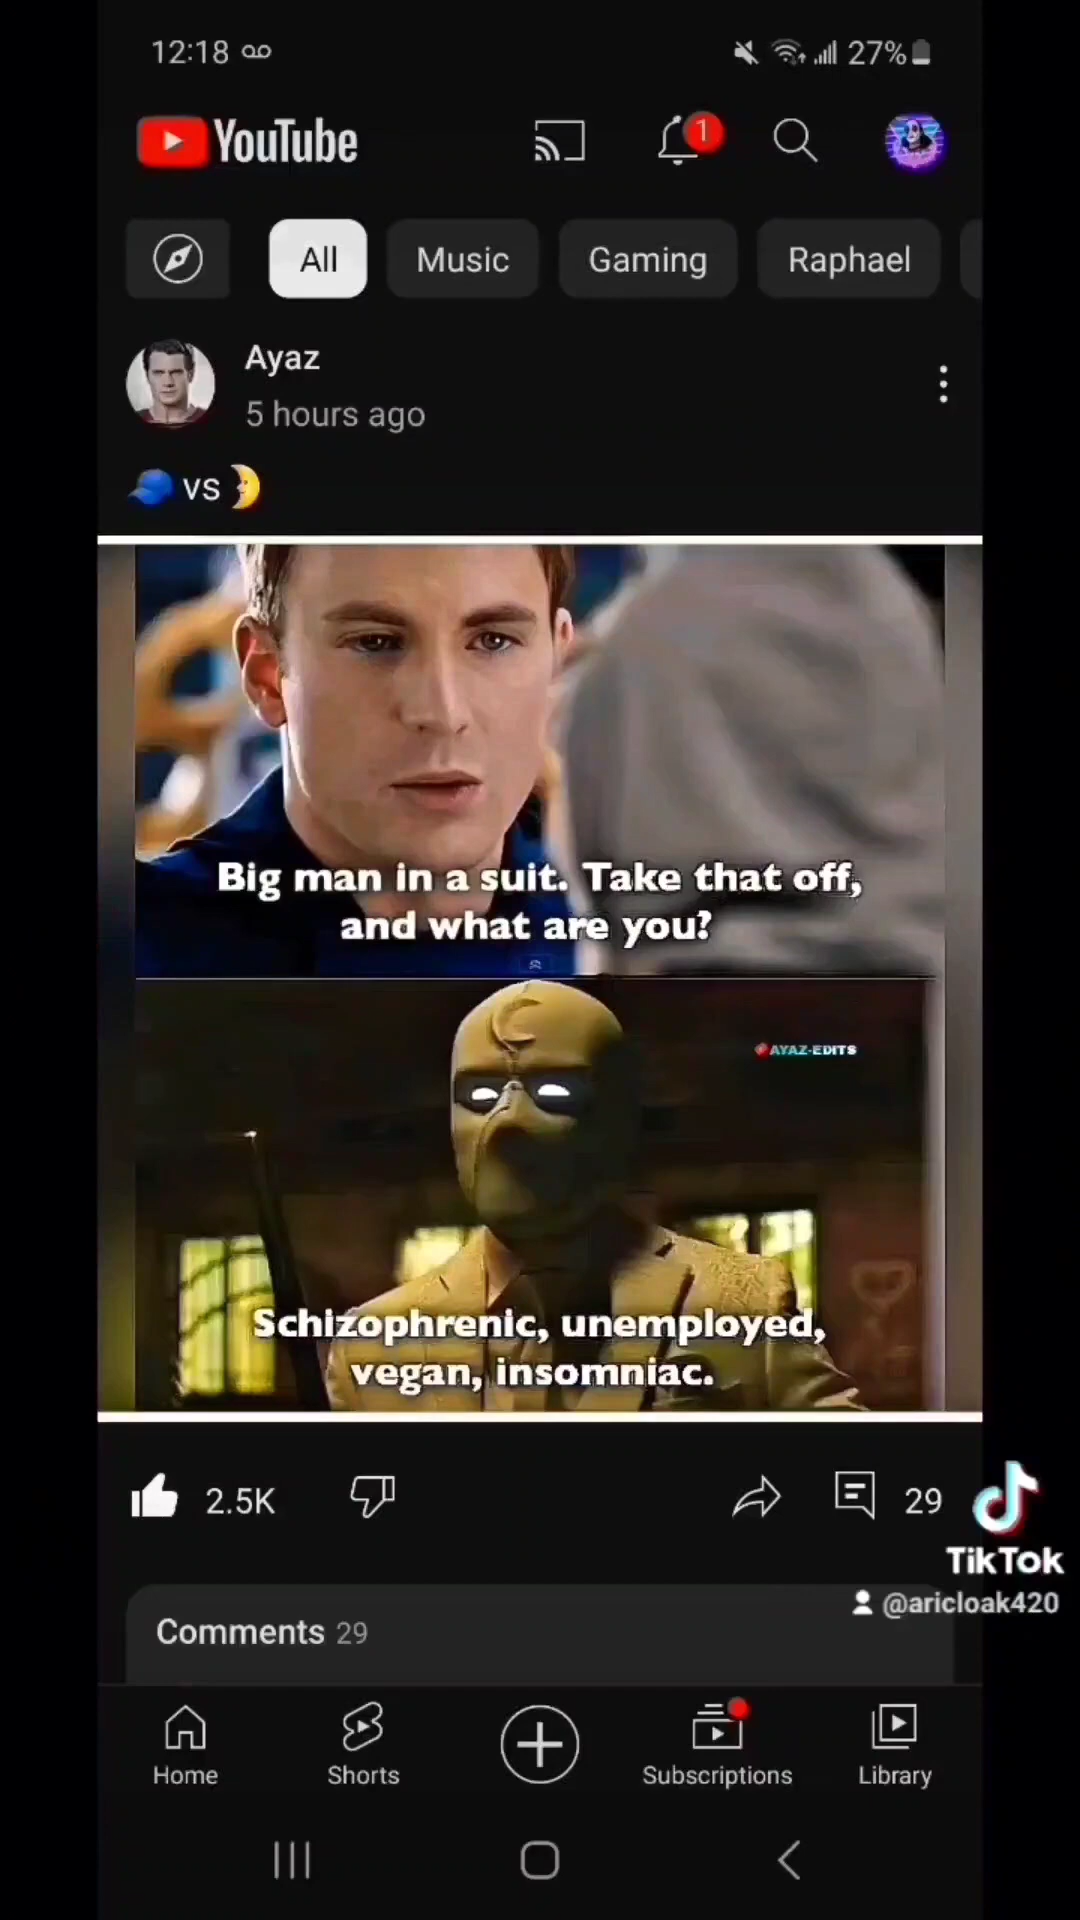 12:18
27%
YouTube
1
All
Music
Gaming
Raphael
Ayaz
5 hours ago
🧢 vs 🌛
Big man in a suit. Take that off,
and what are you?
AYAZ-EDITS
Schizophrenic, unemployed,
vegan, insomniac.
2.5K
29
TikTok
@aricloak420
Comments 29
Home
Shorts
Subscriptions
Library